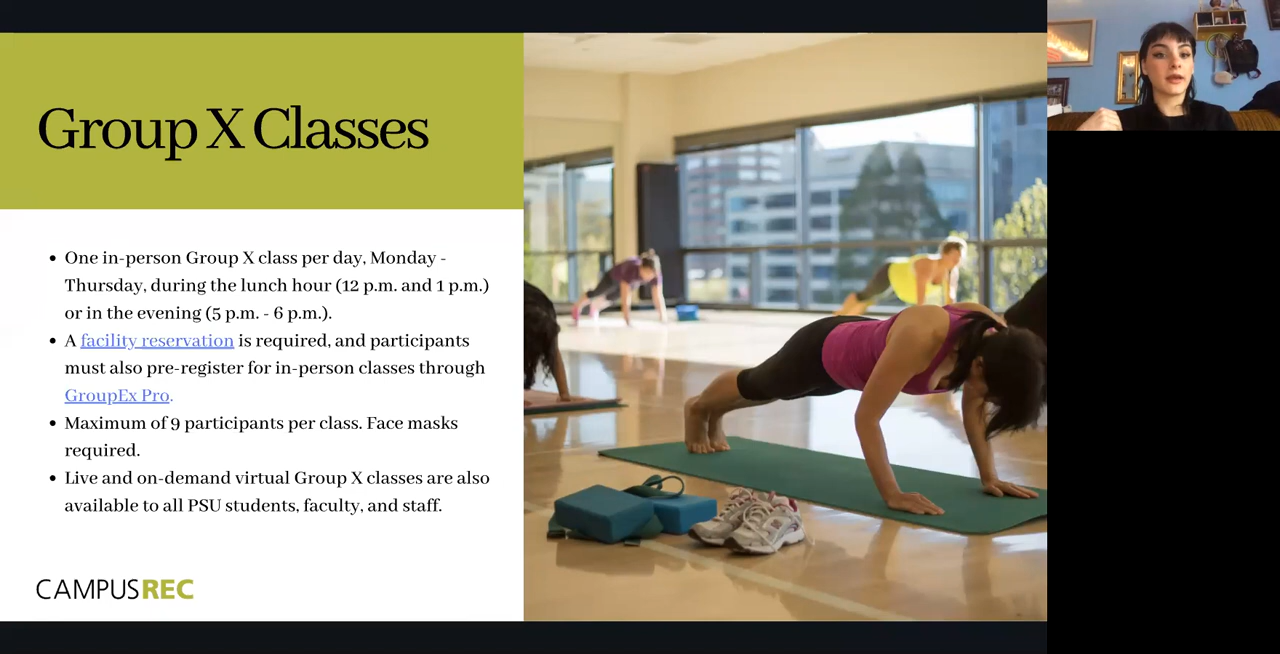 Group X Classes
• One in-person Group X class per day, Monday -
Thursday, during the lunch hour (12 p.m. and 1 p.m.)
or in the evening (5 p.m. - 6 p.m.).
• A facility reservation is required, and participants
must also pre-register for in-person classes through
GroupEx Pro.
• Maximum of 9 participants per class. Face masks
required.
• Live and on-demand virtual Group X classes are also
available to all PSU students, faculty, and staff.
CAMPUSREC